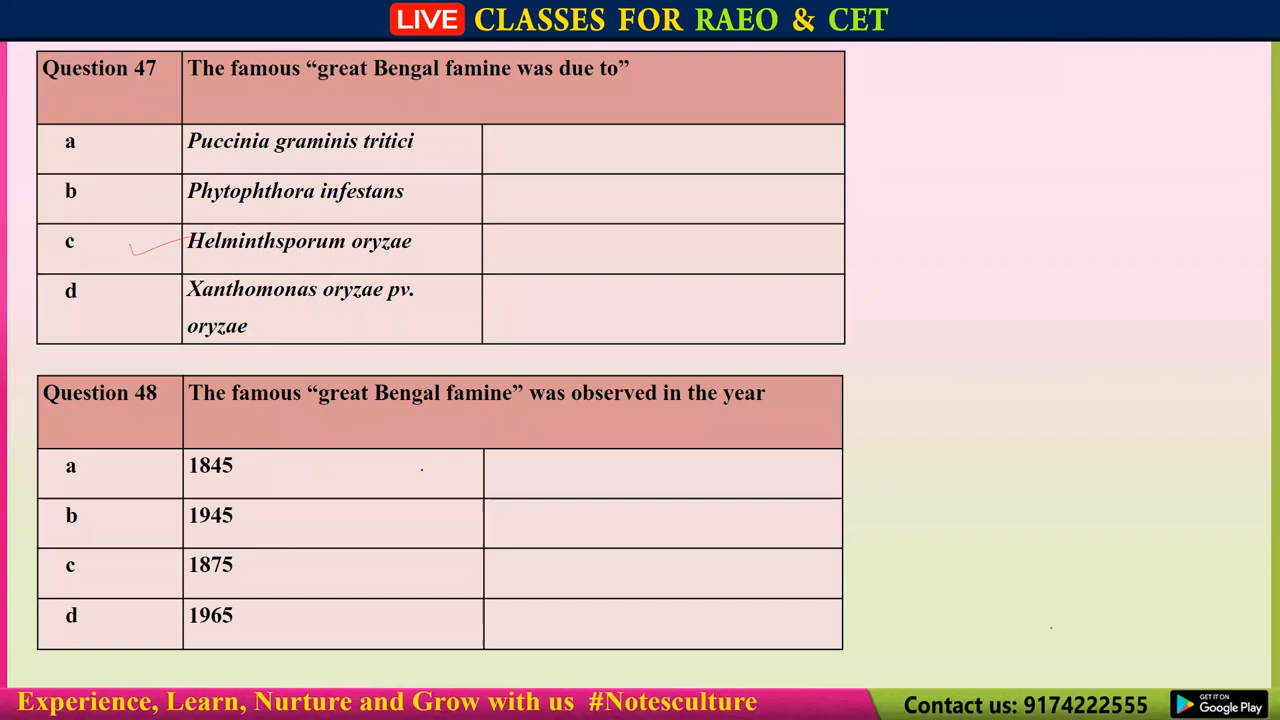 LIVE CLASSES FOR RAEO & CET
Question 47 The famous “great Bengal famine was due to”
a Puccinia graminis tritici
b Phytophthora infestans
c Helminthsporum oryzae
d Xanthomonas oryzae pv.
oryzae
Question 48 The famous “great Bengal famine” was observed in the year
a 1845
b 1945
c 1875
d 1965
Experience, Learn, Nurture and Grow with us #Notesculture
Contact us: 9174222555
GET IT ON
Google Play